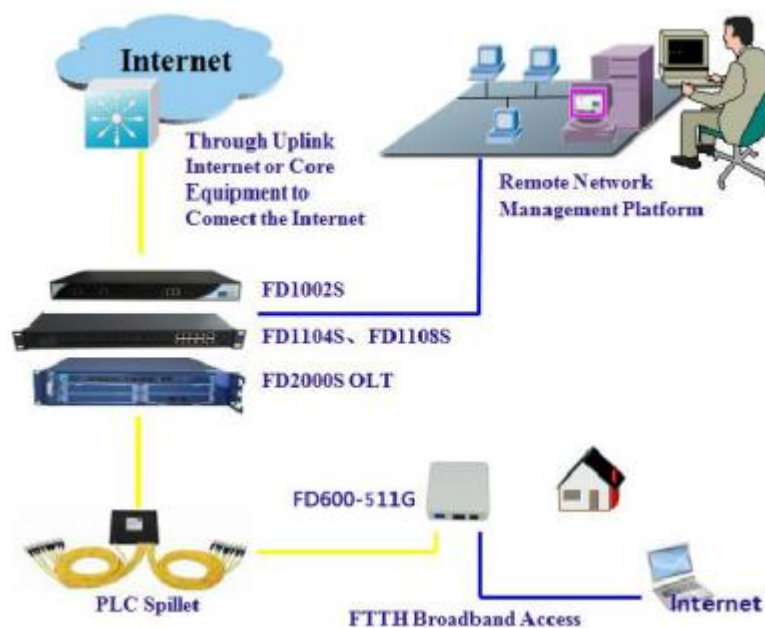 Internet
Through Uplink
Internet or Core
Equipment to
Comect the Internet
Remote Network
Management Platform
FD1002S
FD1104S、FD1108S
FD2000S OLT
FD600-511G
PLC Spillet
FTTH Broadband Access
Internet